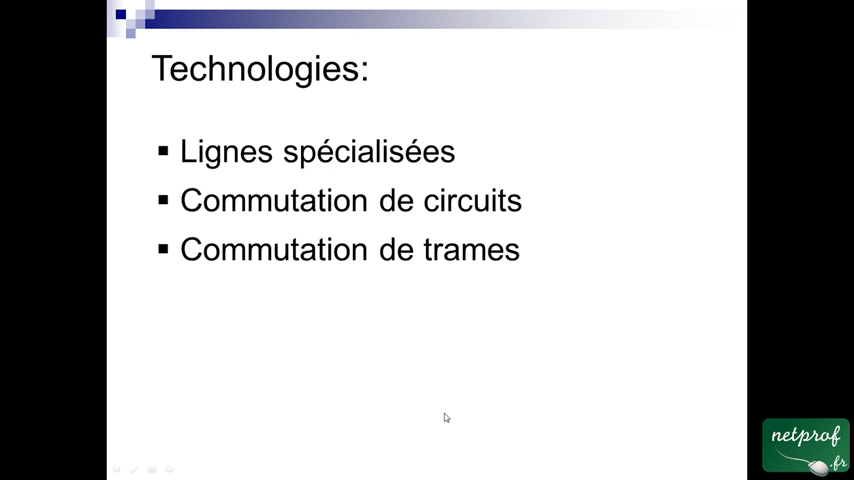 Technologies:
Lignes spécialisées
Commutation de circuits
Commutation de trames
netprof
.fr